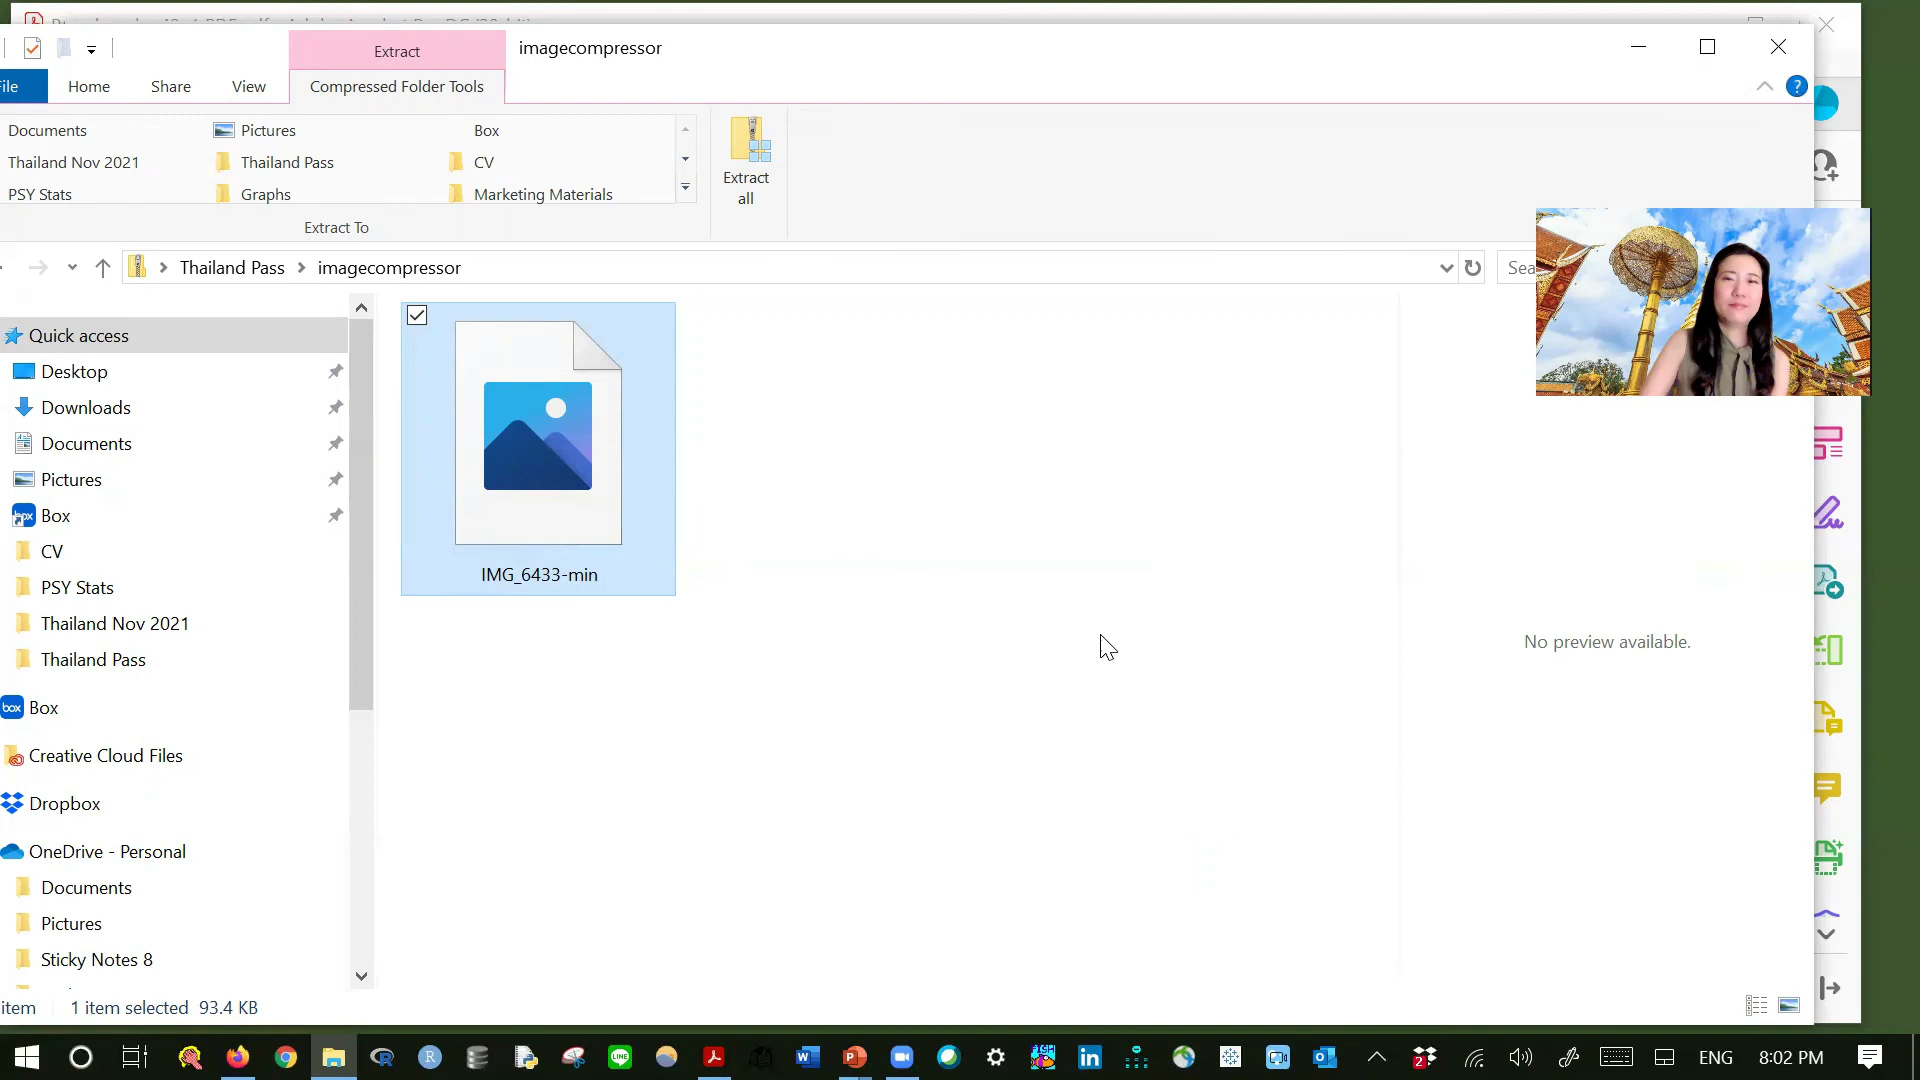 Extract
imagecompressor
ile
Home
Share
View
Compressed Folder Tools
?
Documents
Pictures
Box
Thailand Nov 2021
Thailand Pass
CV
PSY Stats
Graphs
Marketing Materials
Extract To
Extract
all
Thailand Pass
imagecompressor
Sea
Quick access
Desktop
Downloads
Documents
Pictures
Box
CV
PSY Stats
Thailand Nov 2021
Thailand Pass
box Box
Creative Cloud Files
Dropbox
OneDrive - Personal
Documents
Pictures
Sticky Notes 8
IMG_6433-min
No preview available.
item
1 item selected 93.4 KB
ENG
8:02 PM